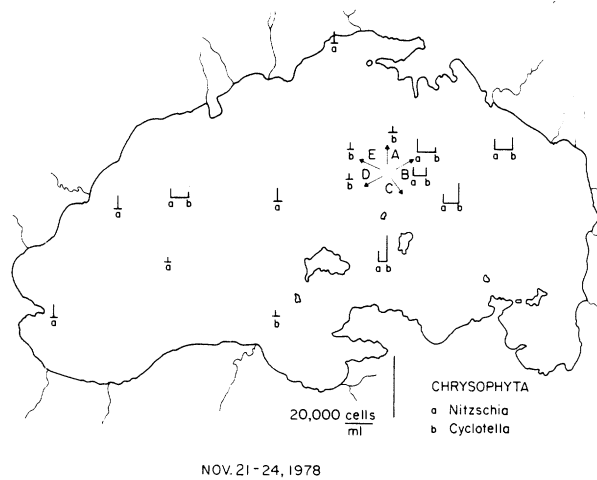 a
b
b
E A
a b
a b
b
D B
a b
C
a b
a
a
a b
a
a b
a
b
CHRYSOPHYTA
20,000 cells
ml
a Nitzschia
b Cyclotella
NOV. 21-24, 1978